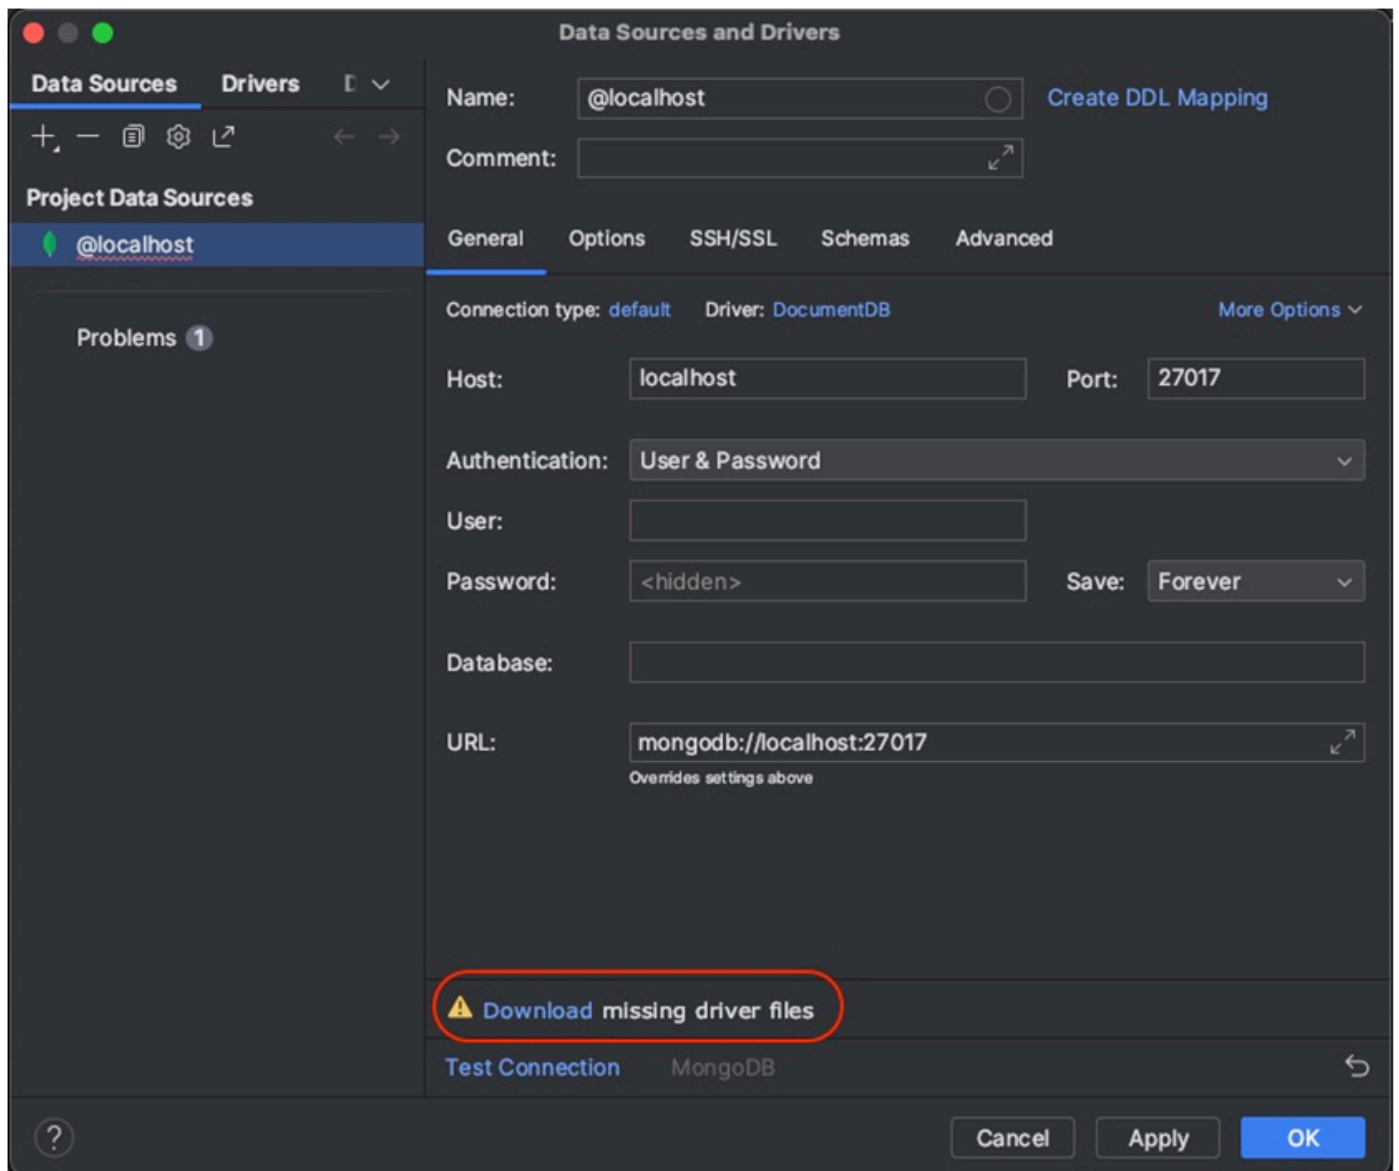 Data Sources and Drivers
Data Sources Drivers D
Name: @localhost Create DDL Mapping
Comment:
Project Data Sources
@localhost
Problems 1
General Options SSH/SSL Schemas Advanced
Connection type: default Driver: DocumentDB More Options
Host: localhost Port: 27017
Authentication: User & Password
User:
Password: <hidden> Save: Forever
Database:
URL: mongodb://localhost:27017
Overrides settings above
Download missing driver files
Test Connection MongoDB
? Cancel Apply OK